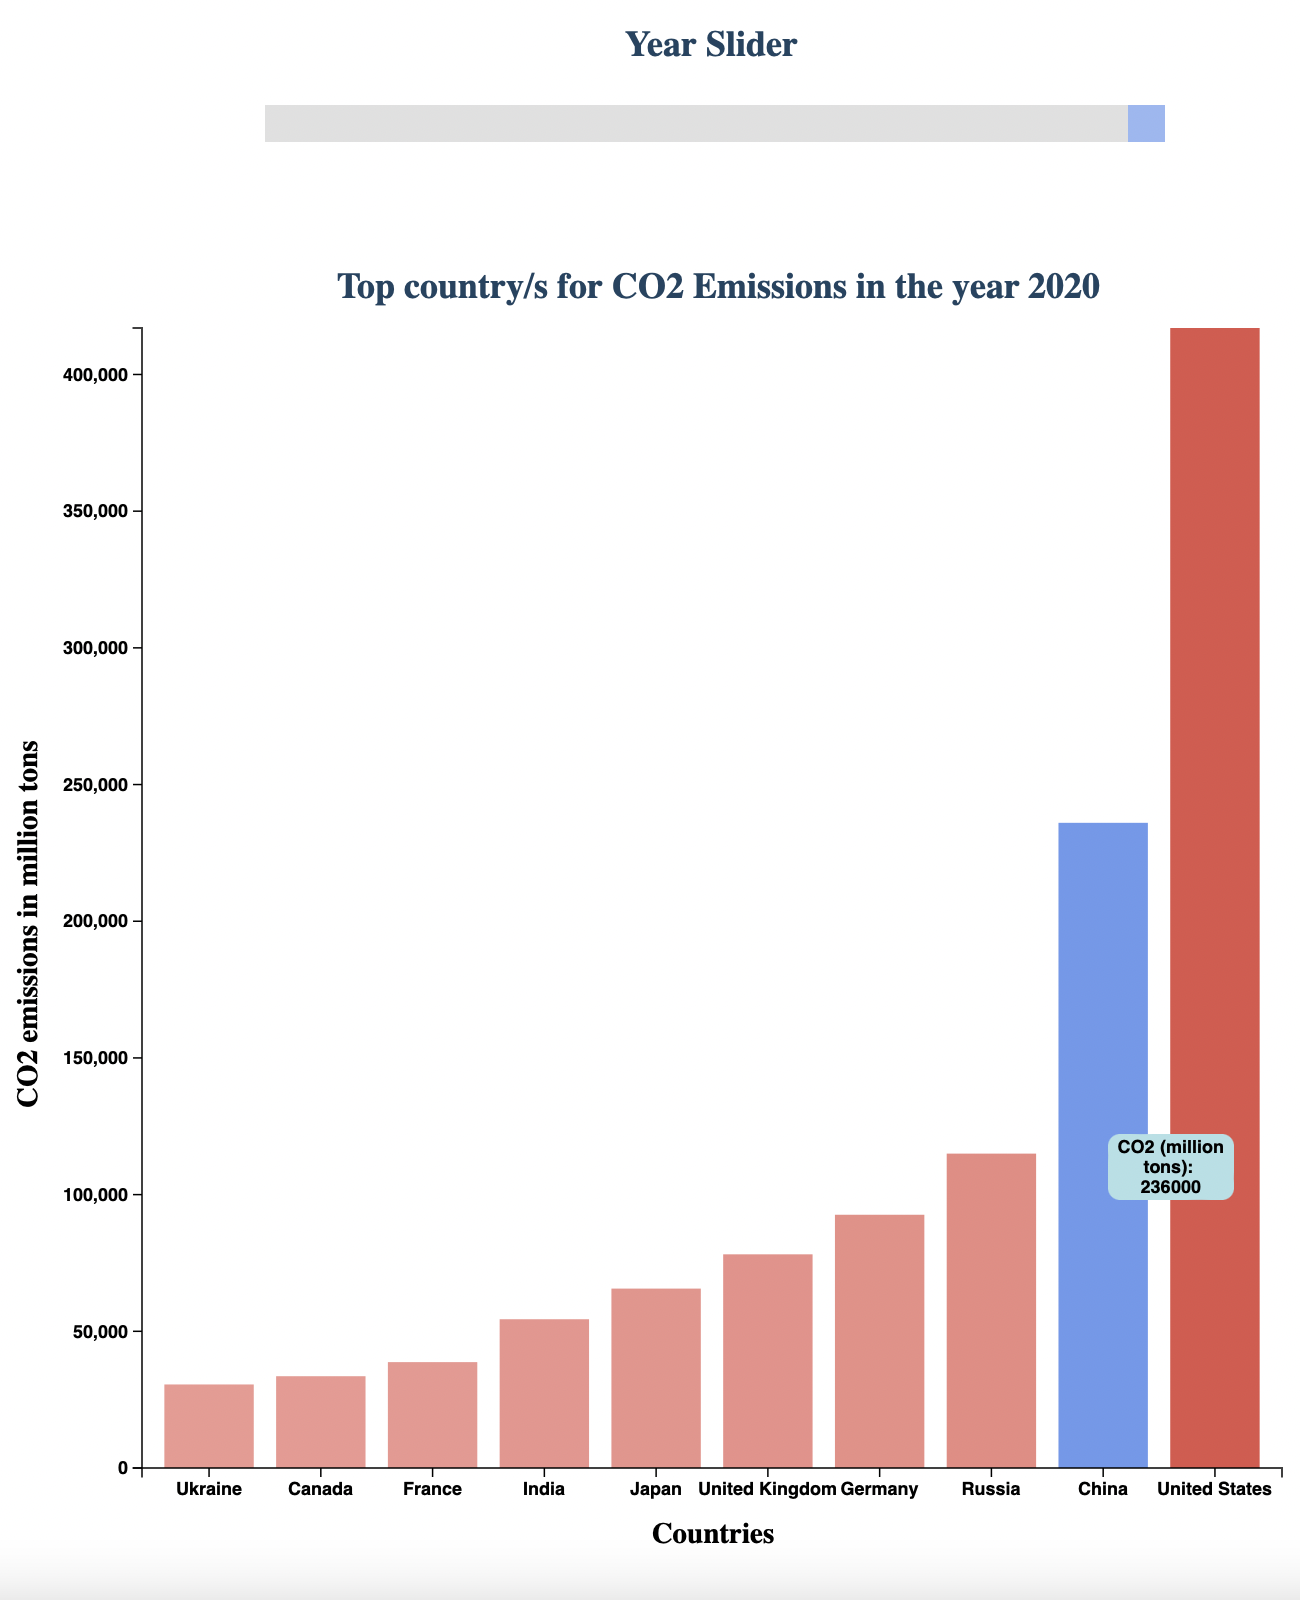 Year Slider
Top country/s for CO2 Emissions in the year 2020
400,000
350,000
300,000
250,000
200,000
150,000
100,000
50,000
0
CO2 emissions in million tons
CO2 (million
tons):
236000
Ukraine Canada France India Japan United Kingdom Germany Russia China United States
Countries